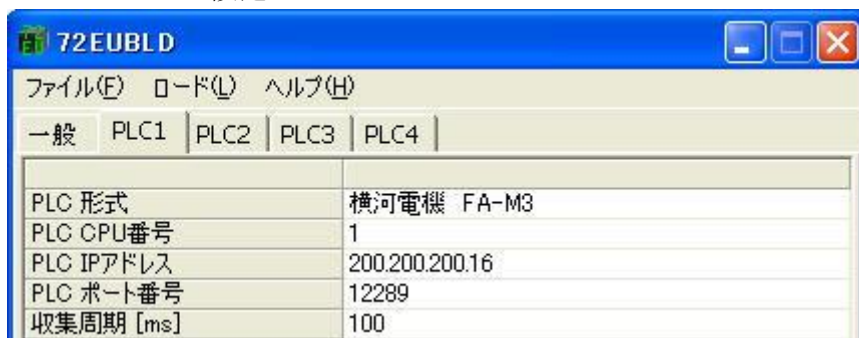 72EUBLD
ファイル(F) ロード(L) ヘルプ(H)
一般 PLC1 PLC2 PLC3 PLC4
PLC 形式 横河電機 FA-M3
PLC CPU番号 1
PLC IPアドレス 200.200.200.16
PLC ポート番号 12289
収集周期 [ms] 100